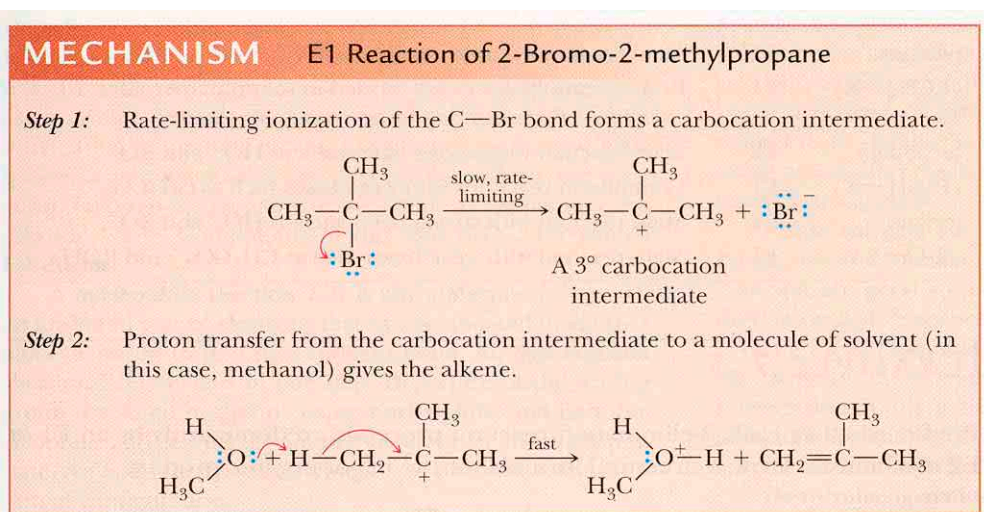 MECHANISM E1 Reaction of 2-Bromo-2-methylpropane
Step 1: Rate-limiting ionization of the C—Br bond forms a carbocation intermediate.
CH₃ CH₃
slow, rate-
limiting
CH₃—C—CH₃ → CH₃—C—CH₃ + :Br:⁻
+
:Br:
A 3° carbocation
intermediate
Step 2: Proton transfer from the carbocation intermediate to a molecule of solvent (in
this case, methanol) gives the alkene.
CH₃ CH₃
H H
fast
:O: + H—CH₂—C—CH₃ → :O⁺—H + CH₂=C—CH₃
+
H₃C H₃C